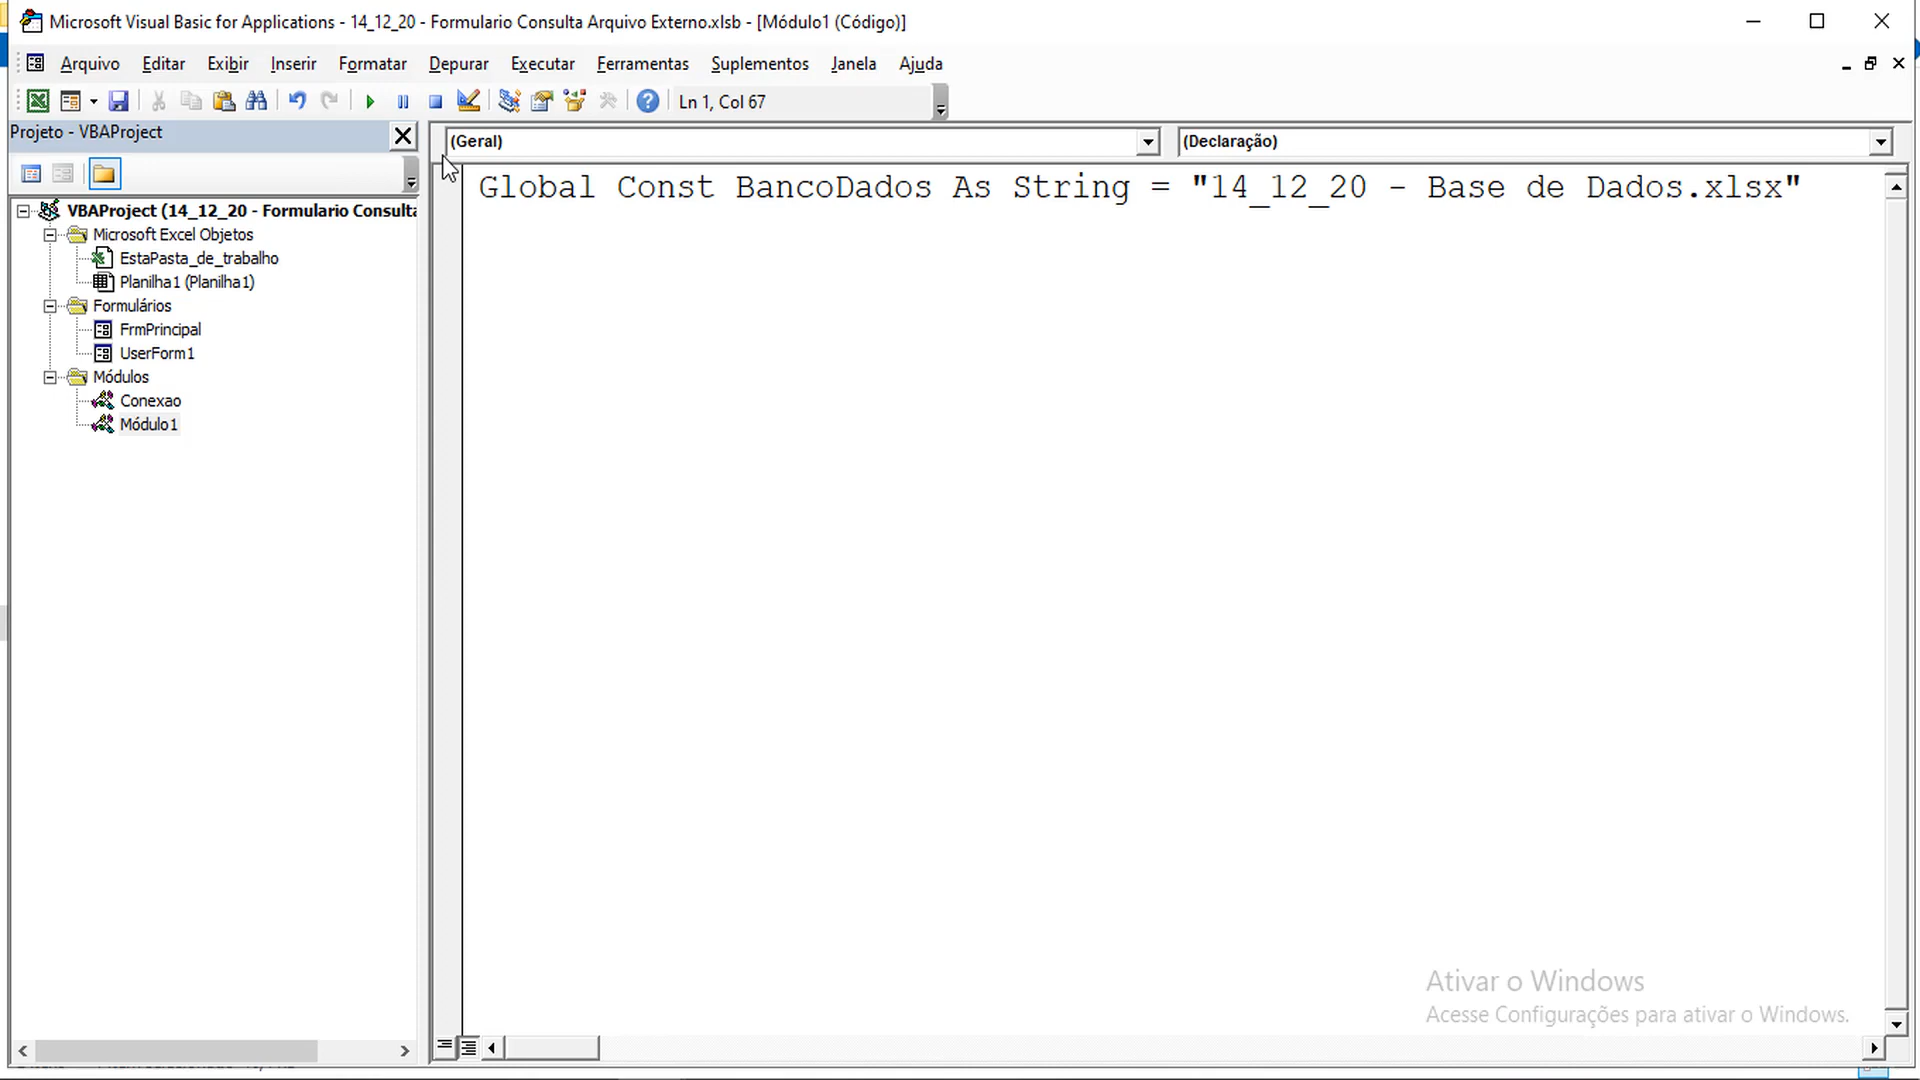 Microsoft Visual Basic for Applications - 14_12_20 - Formulario Consulta Arquivo Externo.xlsb - [Módulo1 (Código)]
Arquivo Editar Exibir Inserir Formatar Depurar Executar Ferramentas Suplementos Janela Ajuda
Ln 1, Col 67
Projeto - VBAProject
(Geral)
(Declaração)
Global Const BancoDados As String = "14_12_20 - Base de Dados.xlsx"
VBAProject (14_12_20 - Formulario Consulta
Microsoft Excel Objetos
EstaPasta_de_trabalho
Planilha1 (Planilha1)
Formulários
FrmPrincipal
UserForm1
Módulos
Conexao
Módulo1
Ativar o Windows
Acesse Configurações para ativar o Windows.